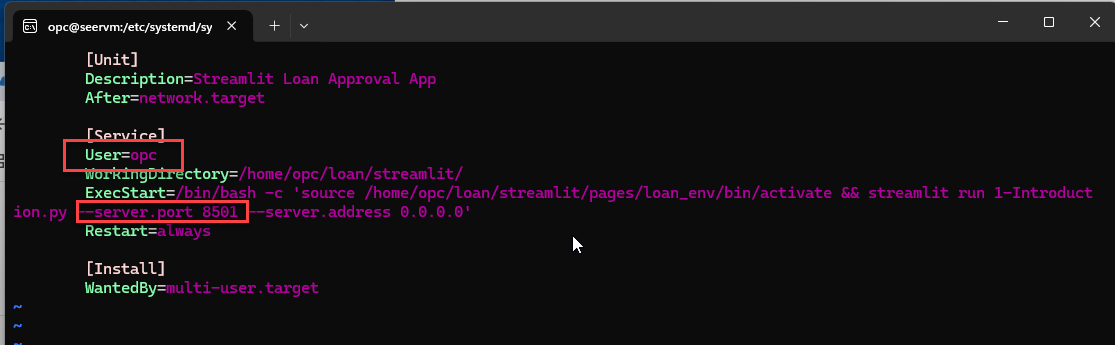 opc@seervm:/etc/systemd/sy
[Unit]
Description=Streamlit Loan Approval App
After=network.target
[Service]
User=opc
WorkingDirectory=/home/opc/loan/streamlit/
ExecStart=/bin/bash -c 'source /home/opc/loan/streamlit/pages/loan_env/bin/activate && streamlit run 1-Introduct
ion.py --server.port 8501 --server.address 0.0.0.0'
Restart=always
[Install]
WantedBy=multi-user.target
~
~
~